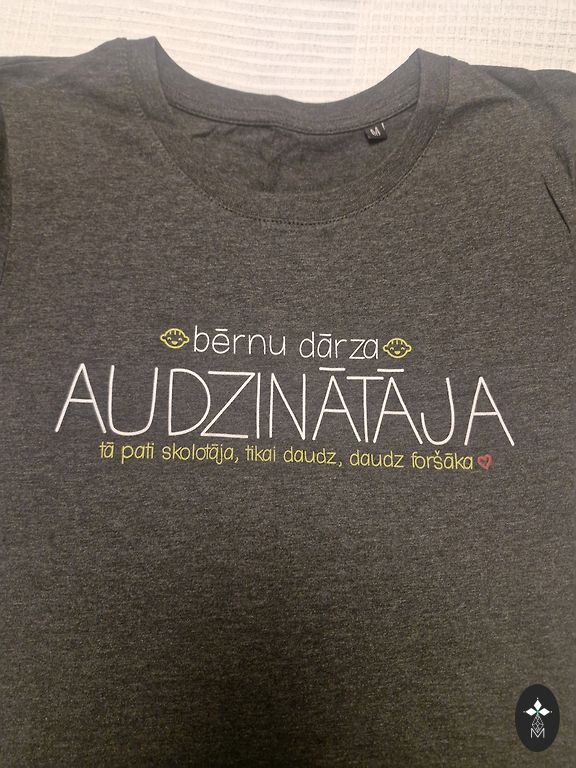 M
bērnu dārza
AUDZINĀTĀJA
tā pati skolotāja, tikai daudz, daudz foršāka
M